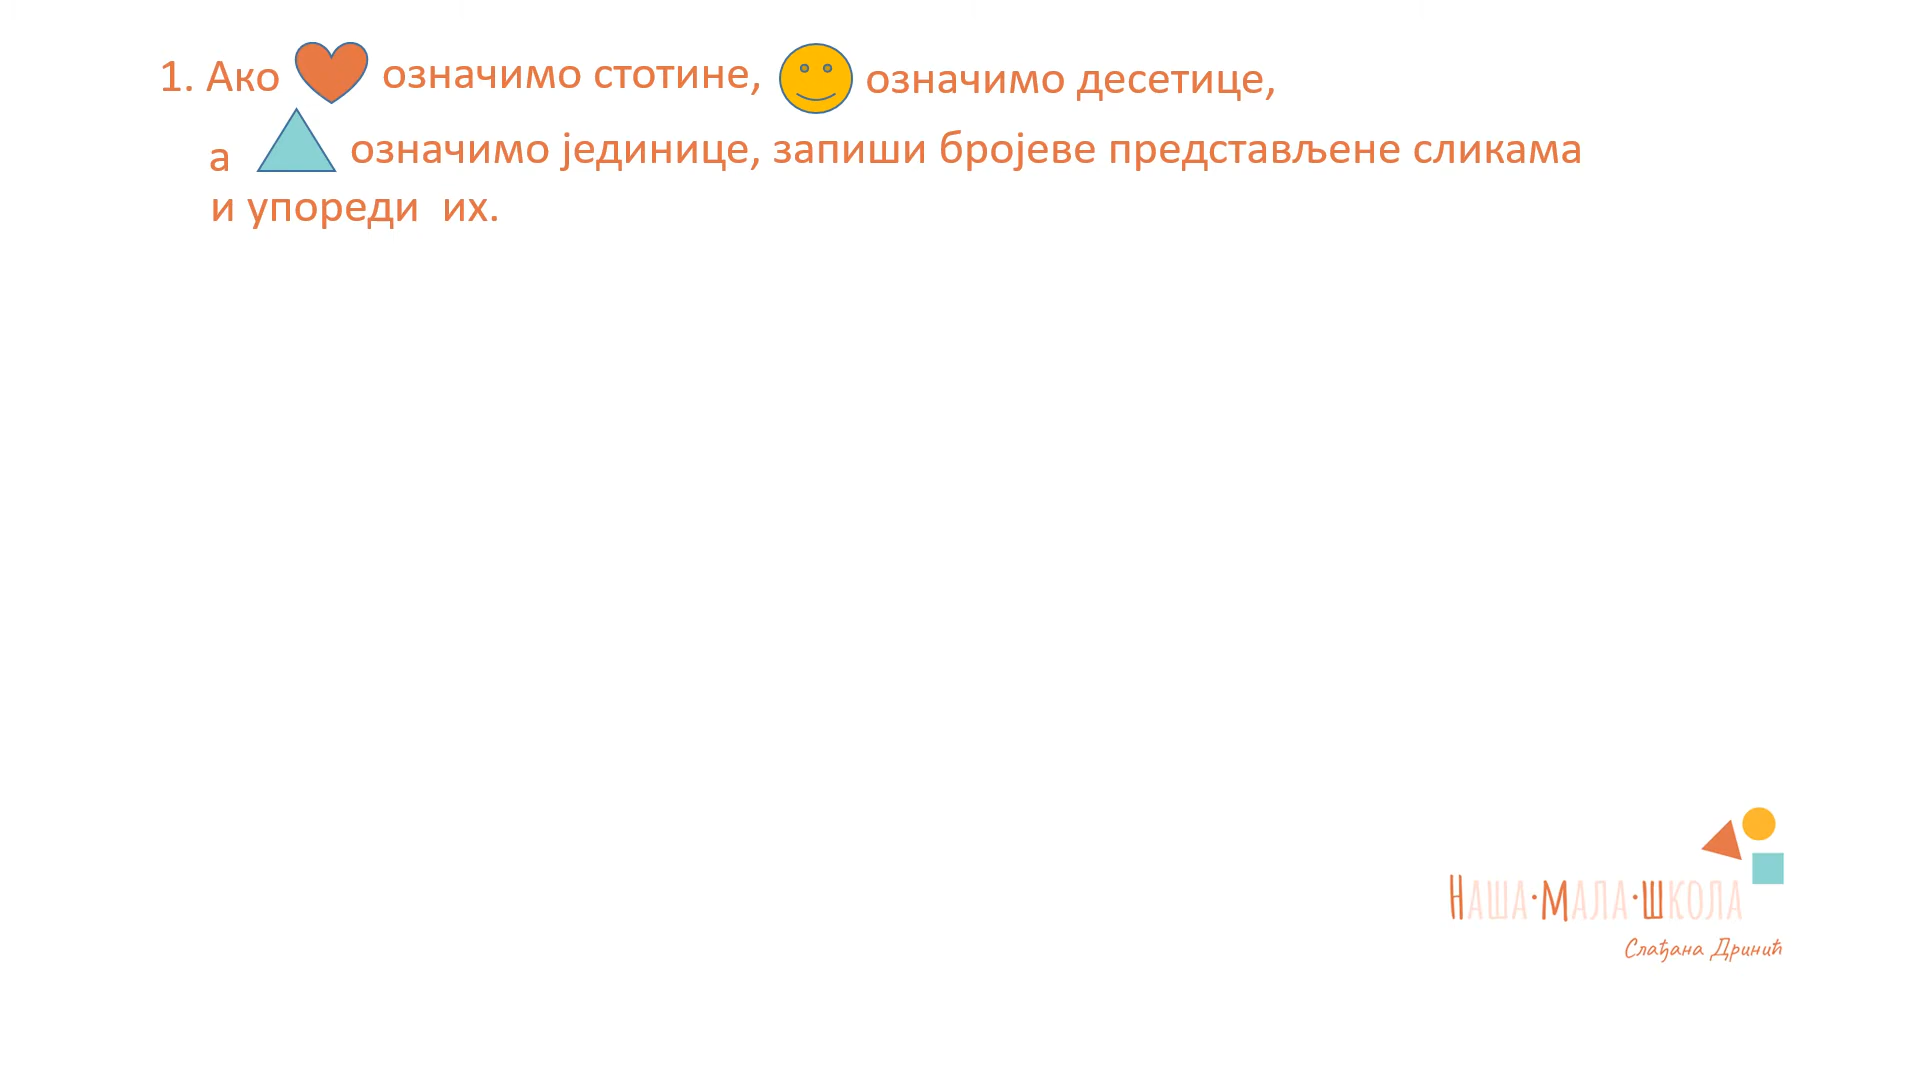 1. Ако означимо стотине, означимо десетице,
а означимо јединице, запиши бројеве представљене сликама
и упореди их.
Наша·Мала·школа
Слађана Дринић